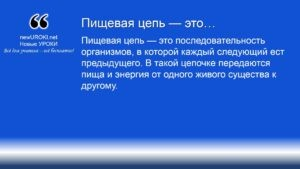 Пищевая цепь — это…
newUROKI.net
Новые УРОКИ
Всё для учителя – всё бесплатно!
Пищевая цепь — это последовательность
организмов, в которой каждый следующий ест
предыдущего. В такой цепочке передаются
пища и энергия от одного живого существа к
другому.